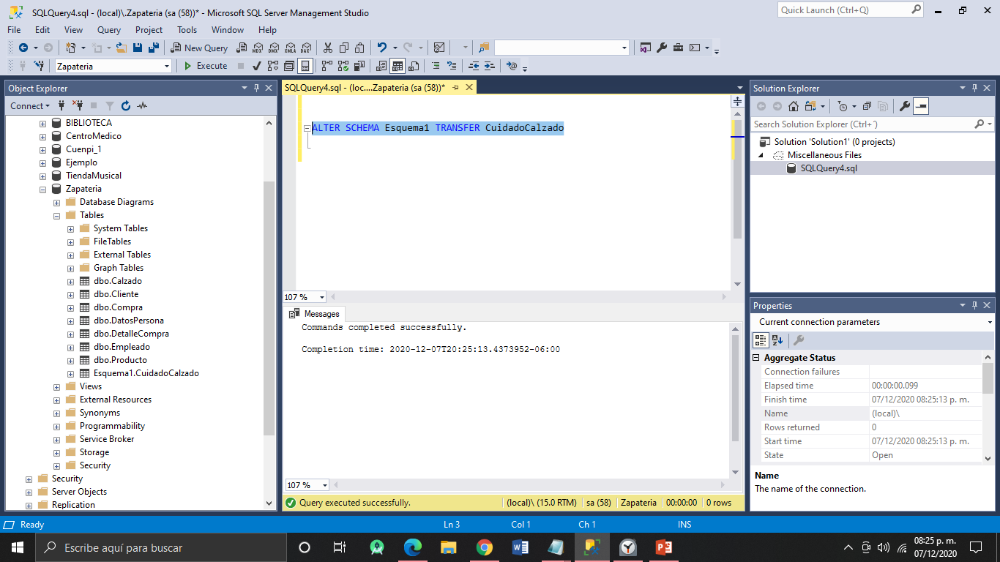 SQLQuery4.sql - (local)\.Zapateria (sa (58))* - Microsoft SQL Server Management Studio
Quick Launch (Ctrl+Q)
File Edit View Query Project Tools Window Help
New Query MDX DMX XMLA DAX
Zapateria Execute
Object Explorer
Connect
BIBLIOTECA
CentroMedico
Cuenpi_1
Ejemplo
TiendaMusical
Zapateria
Database Diagrams
Tables
System Tables
FileTables
External Tables
Graph Tables
dbo.Calzado
dbo.Cliente
dbo.Compra
dbo.DatosPersona
dbo.DetalleCompra
dbo.Empleado
dbo.Producto
Esquema1.CuidadoCalzado
Views
External Resources
Synonyms
Programmability
Service Broker
Storage
Security
Security
Server Objects
Replication
SQLQuery4.sql - (loc....Zapateria (sa (58))*
ALTER SCHEMA Esquema1 TRANSFER CuidadoCalzado
107 %
Messages
Commands completed successfully.
Completion time: 2020-12-07T20:25:13.4373952-06:00
107 %
Query executed successfully. (local)\ (15.0 RTM) sa (58) Zapateria 00:00:00 0 rows
Solution Explorer
Search Solution Explorer (Ctrl+´)
Solution 'Solution1' (0 projects)
Miscellaneous Files
SQLQuery4.sql
Properties
Current connection parameters
Aggregate Status
Connection failures
Elapsed time 00:00:00.099
Finish time 07/12/2020 08:25:13 p. m.
Name (local)\
Rows returned 0
Start time 07/12/2020 08:25:13 p. m.
State Open
Name
The name of the connection.
Ready Ln 3 Col 1 Ch 1 INS
Escribe aquí para buscar
08:25 p. m.
07/12/2020